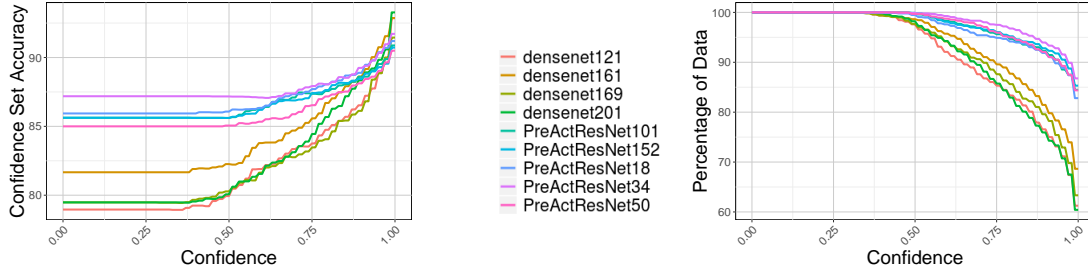 Confidence Set Accuracy
90
85
80
0.00
0.25
0.50
0.75
1.00
Confidence
densenet121
densenet161
densenet169
densenet201
PreActResNet101
PreActResNet152
PreActResNet18
PreActResNet34
PreActResNet50
Percentage of Data
100
90
80
70
60
0.00
0.25
0.50
0.75
1.00
Confidence